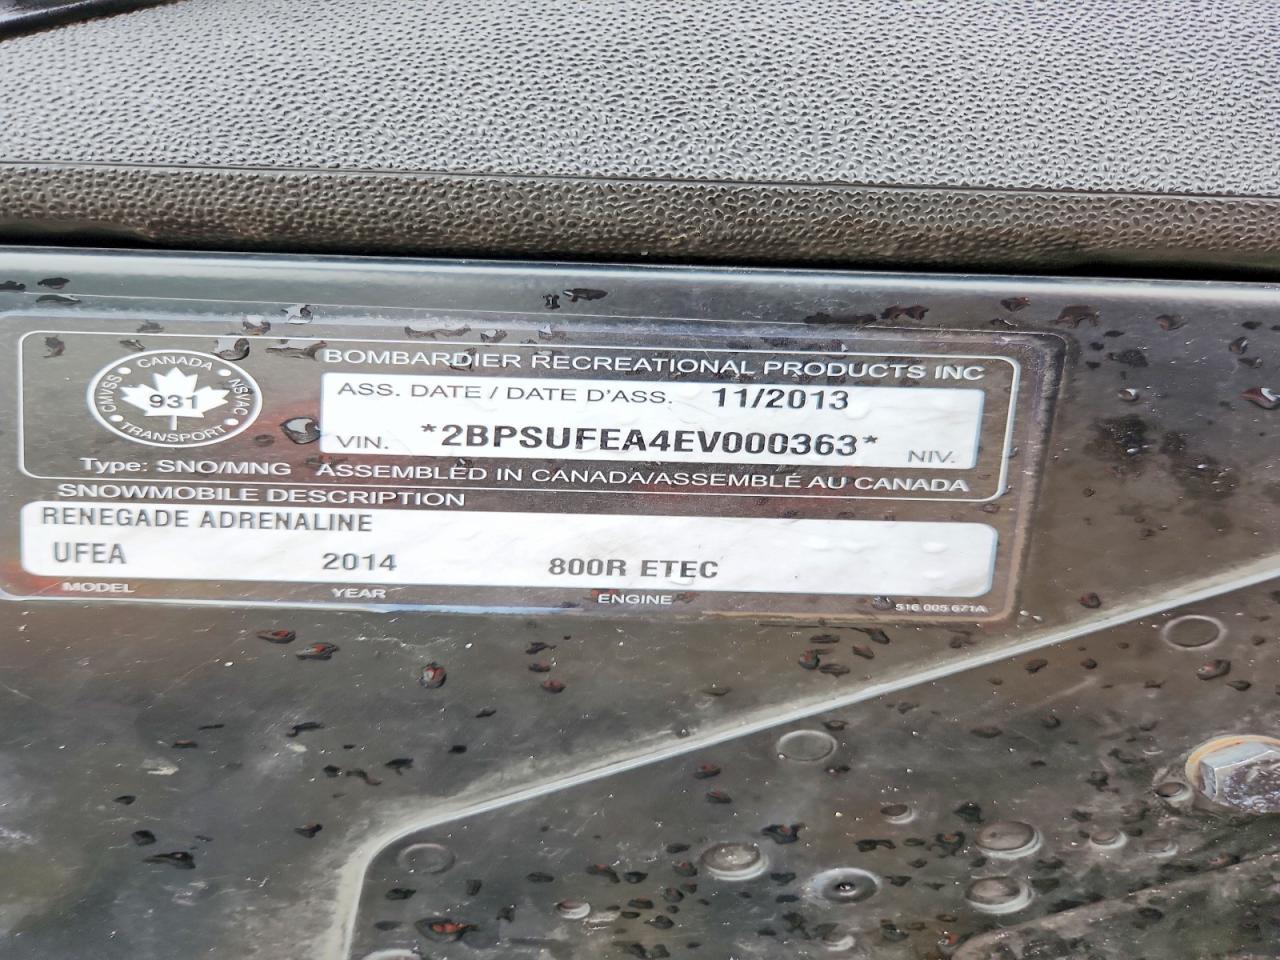 BOMBARDIER RECREATIONAL PRODUCTS INC
CANADA
CMVSS 931 NSVAC
TRANSPORT
ASS. DATE / DATE D'ASS. 11/2013
VIN. *2BPSUFEA4EV000363* NIV.
Type: SNO/MNG ASSEMBLED IN CANADA/ASSEMBLÉ AU CANADA
SNOWMOBILE DESCRIPTION
RENEGADE ADRENALINE
UFEA 2014 800R ETEC
MODEL YEAR ENGINE
516 005 671A